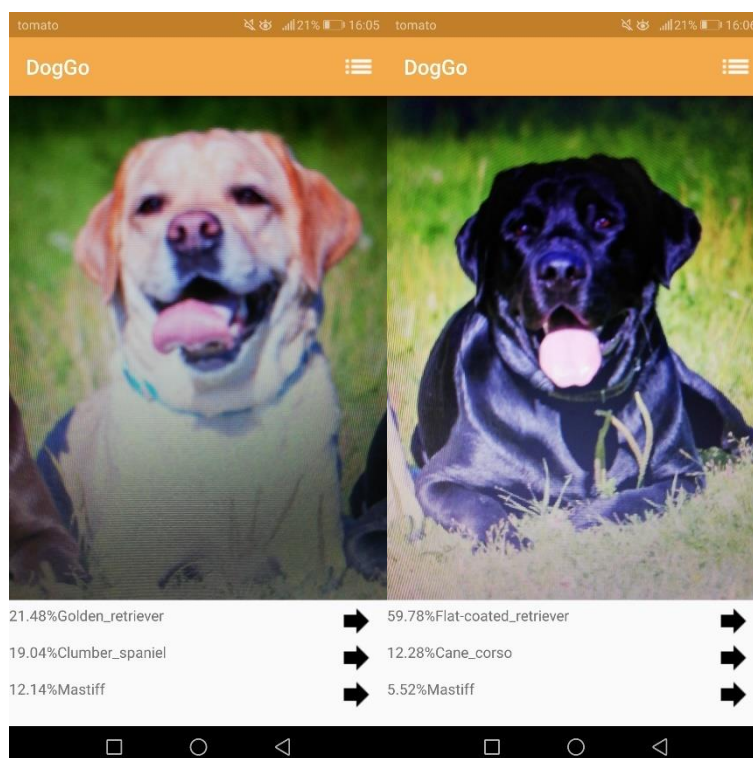 tomato 21% 16:05
DogGo
21.48%Golden_retriever
19.04%Clumber_spaniel
12.14%Mastiff
tomato 21% 16:06
DogGo
59.78%Flat-coated_retriever
12.28%Cane_corso
5.52%Mastiff